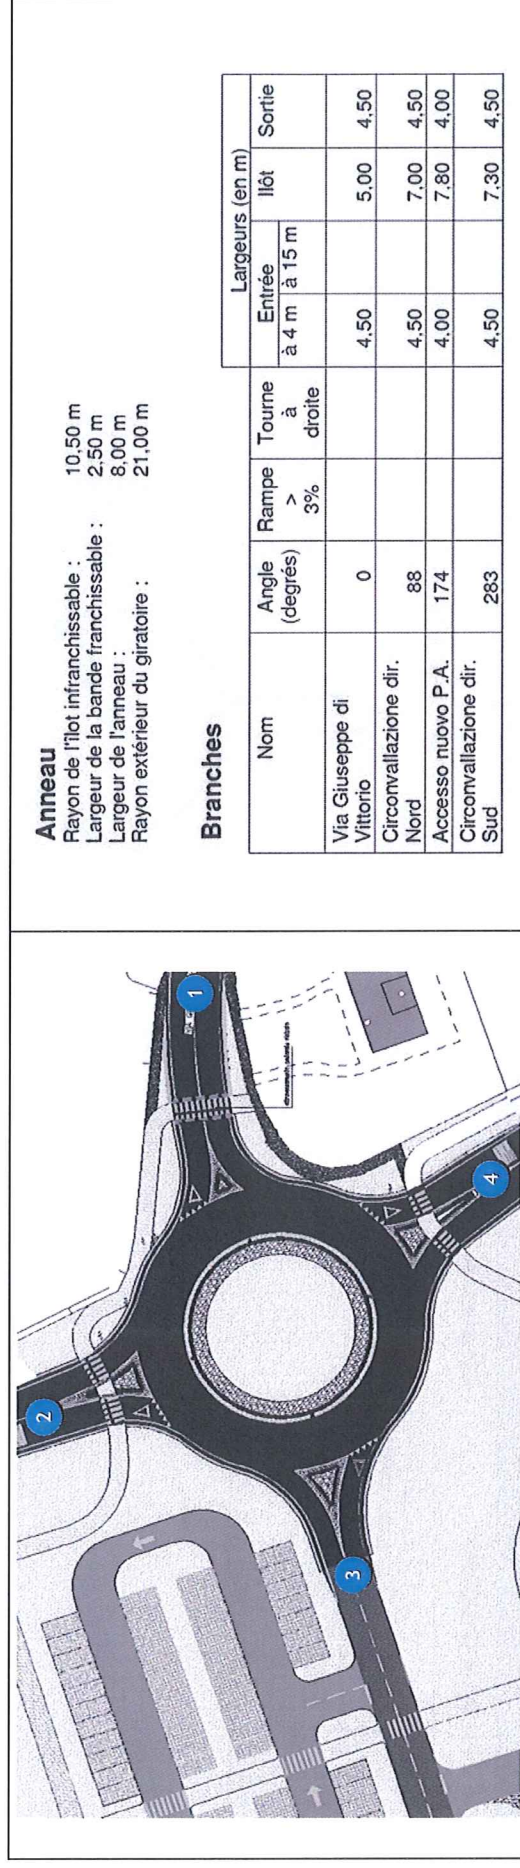 Anneau
Rayon de l'îlot infranchissable : 10,50 m
Largeur de la bande franchissable : 2,50 m
Largeur de l'anneau : 8,00 m
Rayon extérieur du giratoire : 21,00 m
Branches
Largeurs (en m)
Nom Angle (degrés) Rampe > 3% Tourne à droite Entrée à 4 m à 15 m Ilôt Sortie
Via Giuseppe di Vittorio 0 4,50 5,00 4,50
Circonvallazione dir. Nord 88 4,50 7,00 4,50
Accesso nuovo P.A. 174 4,00 7,80 4,00
Circonvallazione dir. Sud 283 4,50 7,30 4,50
1
2
3
4